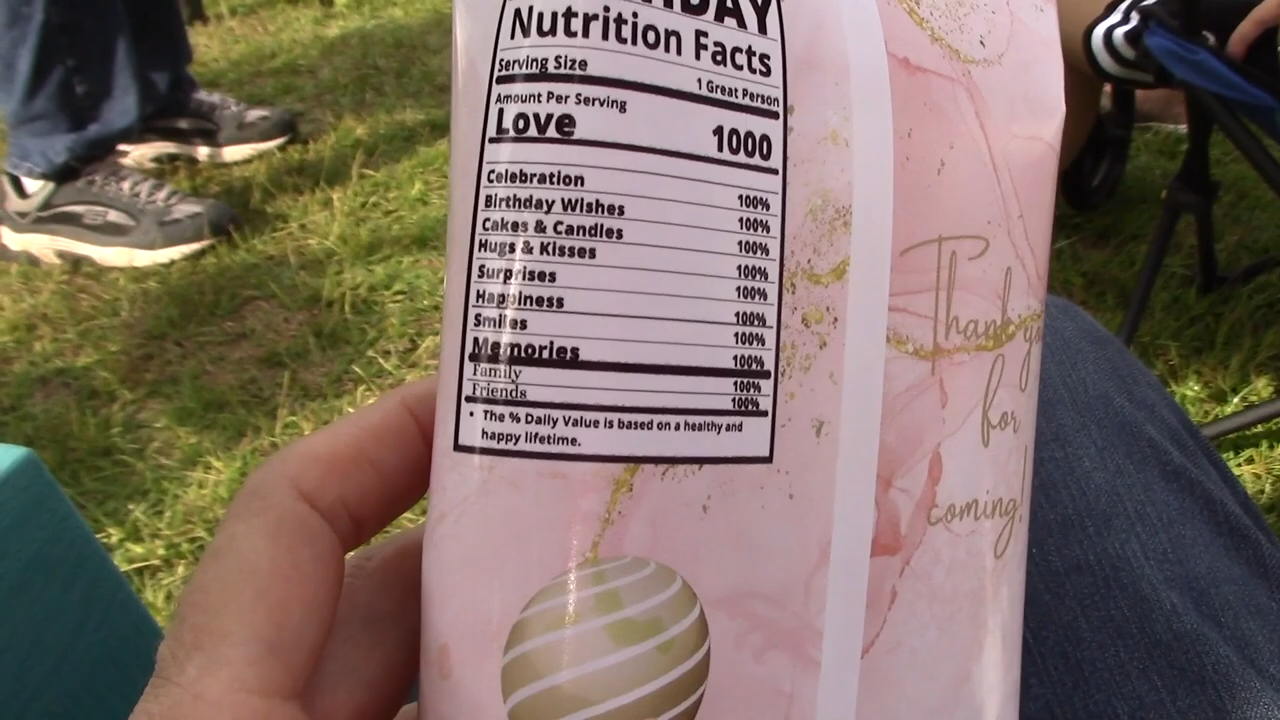 Nutrition Facts
Serving Size 1 Great Person
Amount Per Serving
Love 1000
Celebration 100%
Birthday Wishes 100%
Cakes & Candles 100%
Hugs & Kisses 100%
Surprises 100%
Happiness 100%
Smiles 100%
Memories 100%
Family 100%
Friends 100%
• The % Daily Value is based on a healthy and
happy lifetime.
Thank
for
coming!